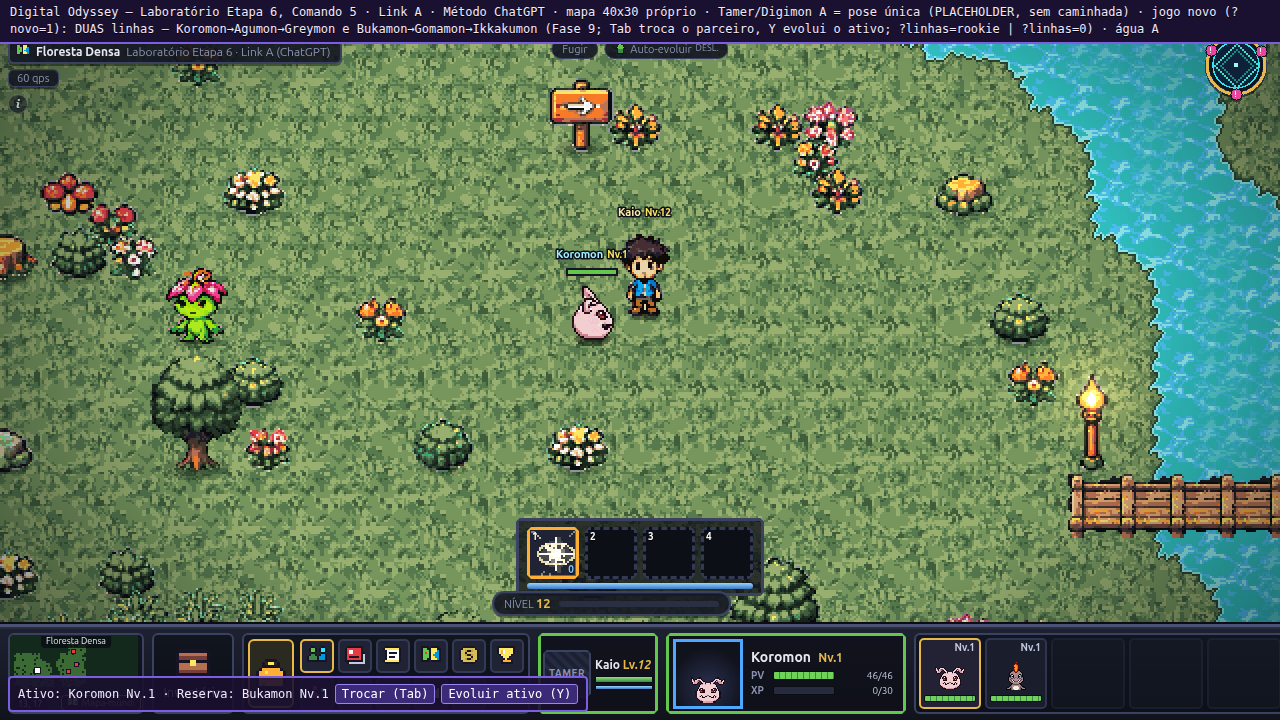 Digital Odyssey — Laboratório Etapa 6, Comando 5 · Link A · Método ChatGPT · mapa 40x30 próprio · Tamer/Digimon A = pose única (PLACEHOLDER, sem caminhada) · jogo novo (?
novo=1): DUAS linhas — Koromon→Agumon→Greymon e Bukamon→Gomamon→Ikkakumon (Fase 9; Tab troca o parceiro, Y evolui o ativo; ?linhas=rookie | ?linhas=0) · água A
Floresta Densa Laboratório Etapa 6 · Link A (ChatGPT)
Fugir
Auto-evoluir DESL.
60 qps
i
Kaio Nv.12
Koromon Nv.1
1 2 3 4
0
NÍVEL 12
Floresta Densa
TAMER
Kaio Lv.12
Koromon Nv.1
PV 46/46
XP 0/30
Nv.1
Nv.1
Ativo: Koromon Nv.1 · Reserva: Bukamon Nv.1 Trocar (Tab) Evoluir ativo (Y)